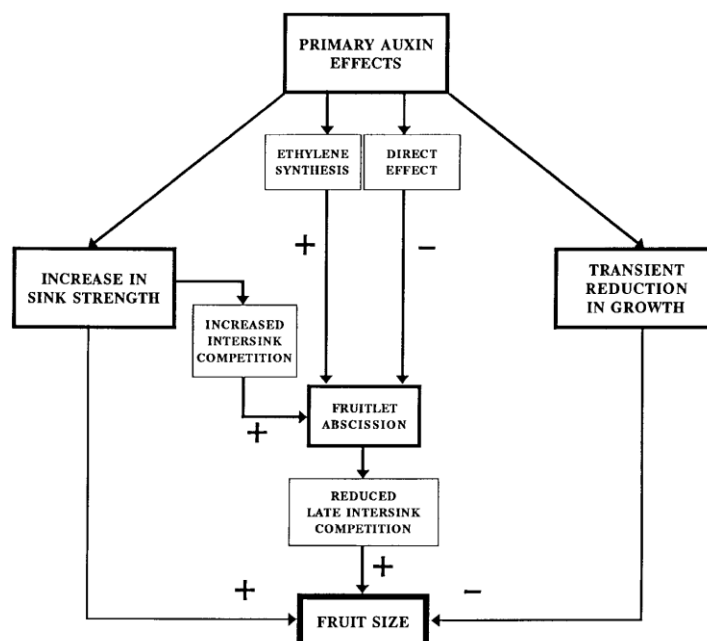 PRIMARY AUXIN
EFFECTS
ETHYLENE
SYNTHESIS
DIRECT
EFFECT
+
−
INCREASE IN
SINK STRENGTH
TRANSIENT
REDUCTION
IN GROWTH
INCREASED
INTERSINK
COMPETITION
+
FRUITLET
ABSCISSION
REDUCED
LATE INTERSINK
COMPETITION
+
+
−
FRUIT SIZE